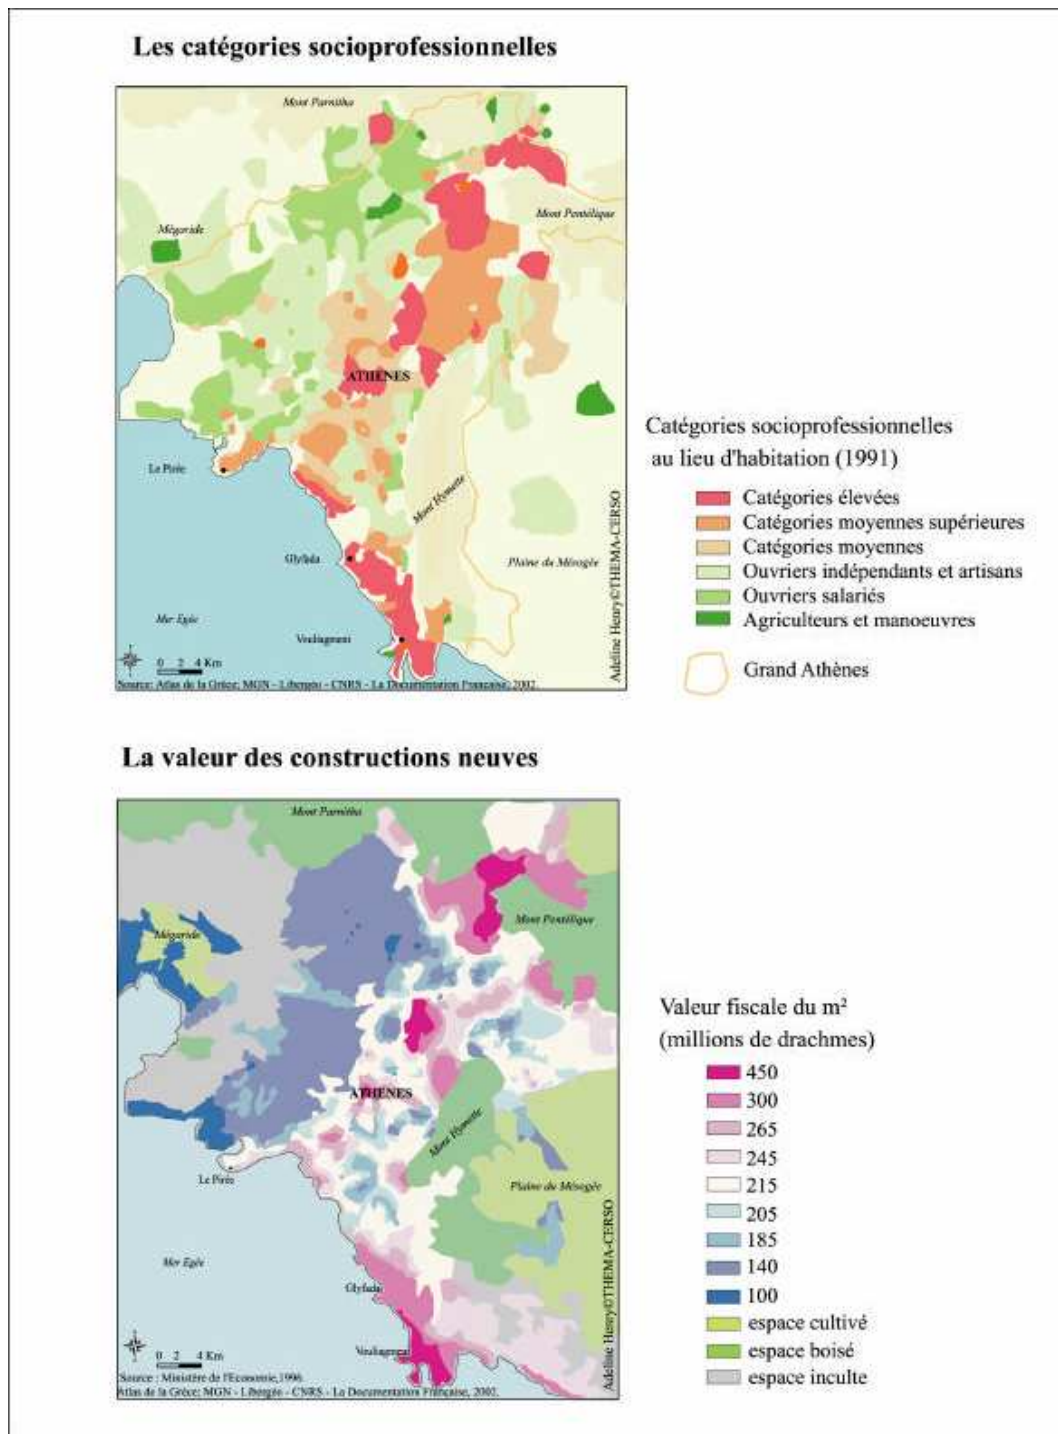 Les catégories socioprofessionnelles
Mont Parnitha
Mont Pentélique
Mégaride
ATHENES
Le Pirée
Mont Hymette
Glyfada
Plaine du Mésogée
Mer Egée
Vouliagmeni
0 2 4 Km
Source: Atlas de la Grèce; MGN - Libergéo - CNRS - La Documentation Française, 2002.
Adeline Henry©THEMA-CERSO
Catégories socioprofessionnelles
au lieu d'habitation (1991)
Catégories élevées
Catégories moyennes supérieures
Catégories moyennes
Ouvriers indépendants et artisans
Ouvriers salariés
Agriculteurs et manoeuvres
Grand Athènes
La valeur des constructions neuves
Mont Parnitha
Mont Pentélique
Mégaride
ATHENES
Mont Hymette
Le Pirée
Plaine du Mésogée
Mer Egée
Glyfada
Vouliagmeni
0 2 4 Km
Source : Ministère de l'Economie,1996
Atlas de la Grèce; MGN - Libergéo - CNRS - La Documentation Française, 2002.
Adeline Henry©THEMA-CERSO
Valeur fiscale du m²
(millions de drachmes)
450
300
265
245
215
205
185
140
100
espace cultivé
espace boisé
espace inculte